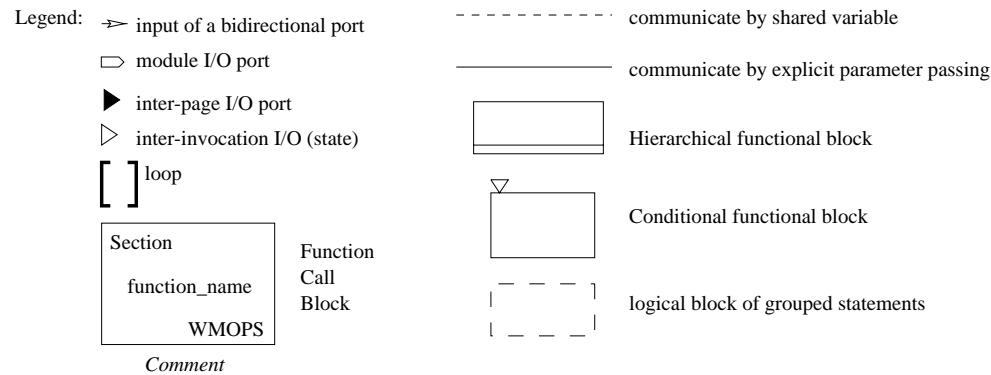 Legend:
input of a bidirectional port
module I/O port
inter-page I/O port
inter-invocation I/O (state)
loop
Section
function_name
WMOPS
Comment
Function
Call
Block
communicate by shared variable
communicate by explicit parameter passing
Hierarchical functional block
Conditional functional block
logical block of grouped statements